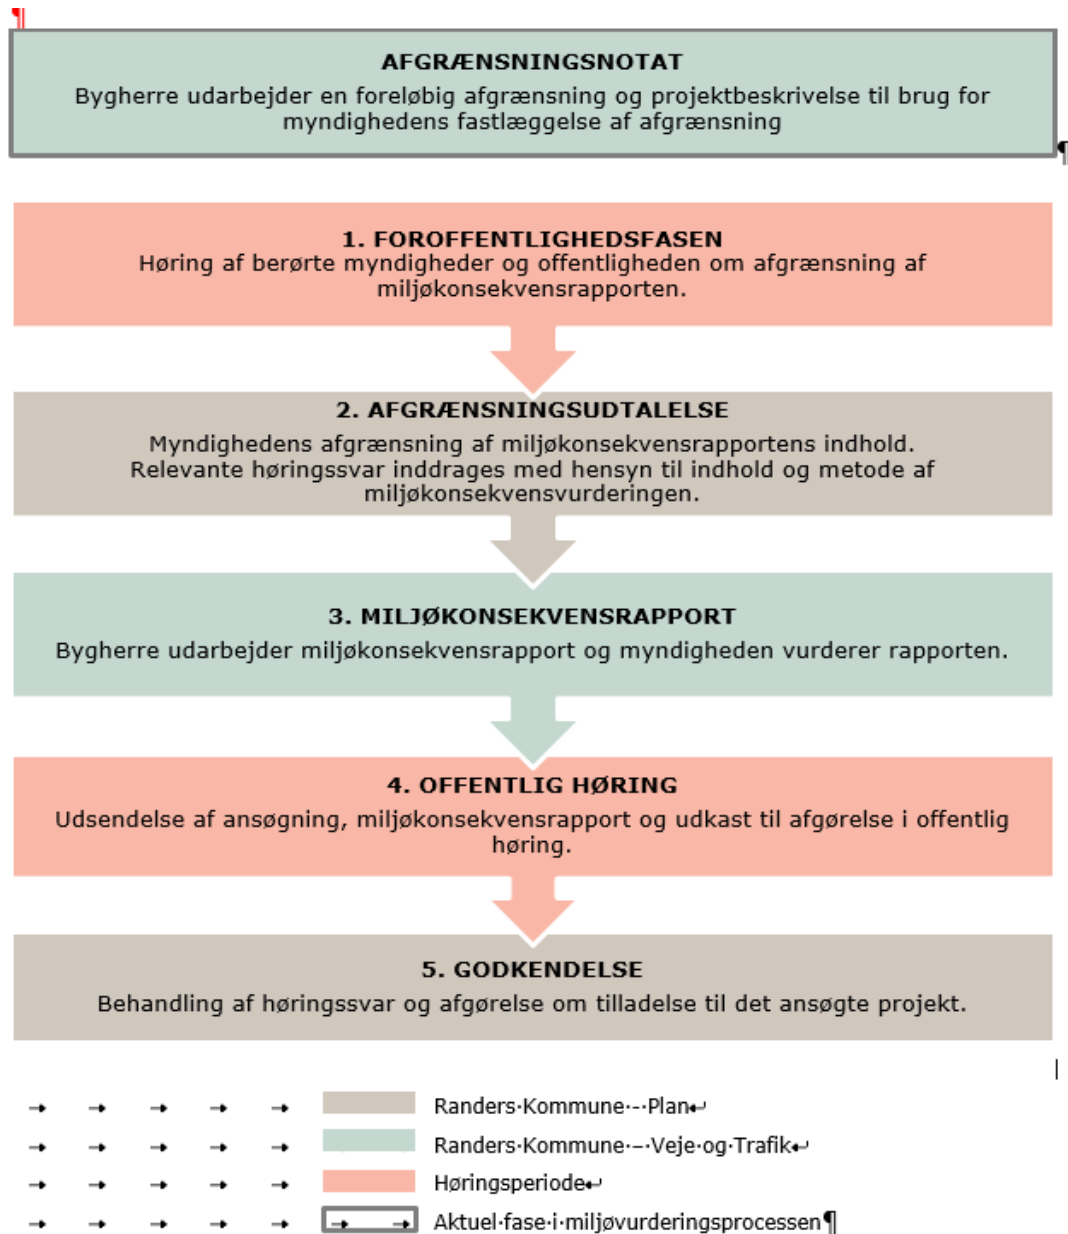 ¶
AFGRÆNSNINGSNOTAT
Bygherre udarbejder en foreløbig afgrænsning og projektbeskrivelse til brug for
myndighedens fastlæggelse af afgrænsning
¶
1. FOROFFENTLIGHEDSFASEN
Høring af berørte myndigheder og offentligheden om afgrænsning af
miljøkonsekvensrapporten.
2. AFGRÆNSNINGSUDTALELSE
Myndighedens afgrænsning af miljøkonsekvensrapportens indhold.
Relevante høringssvar inddrages med hensyn til indhold og metode af
miljøkonsekvensvurderingen.
3. MILJØKONSEKVENSRAPPORT
Bygherre udarbejder miljøkonsekvensrapport og myndigheden vurderer rapporten.
4. OFFENTLIG HØRING
Udsendelse af ansøgning, miljøkonsekvensrapport og udkast til afgørelse i offentlig
høring.
5. GODKENDELSE
Behandling af høringssvar og afgørelse om tilladelse til det ansøgte projekt.
→ → → → → Randers·Kommune·-·Plan↵
→ → → → → Randers·Kommune·–·Veje·og·Trafik↵
→ → → → → Høringsperiode↵
→ → → → → → → Aktuel·fase·i·miljøvurderingsprocessen¶